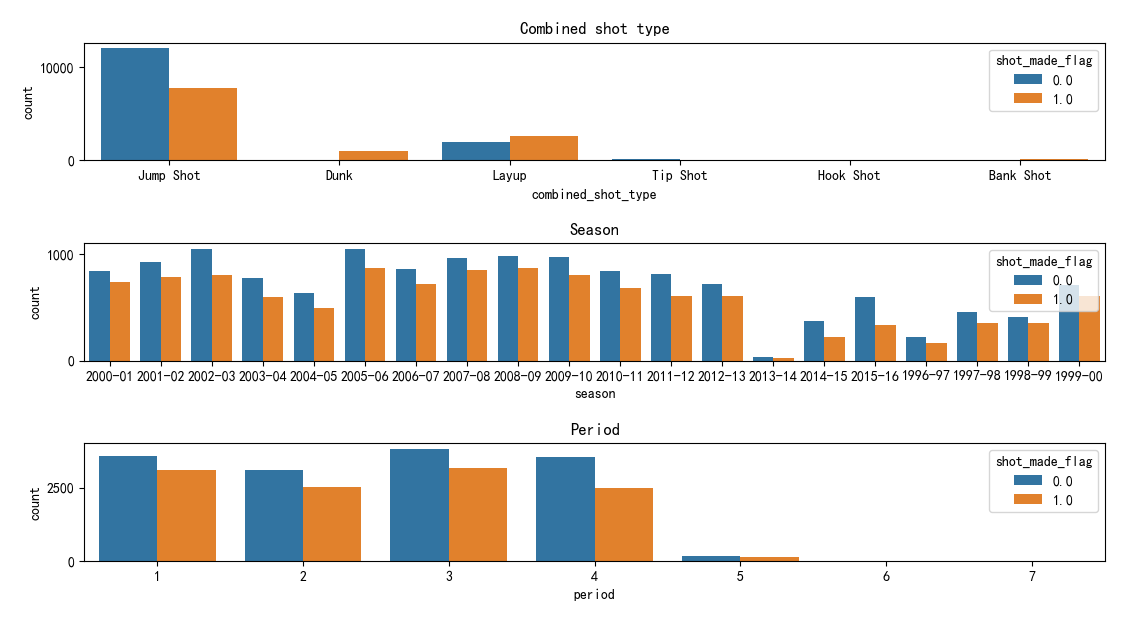 Combined shot type
shot_made_flag
0.0
1.0
10000
0
count
Jump Shot Dunk Layup Tip Shot Hook Shot Bank Shot
combined_shot_type
Season
shot_made_flag
0.0
1.0
1000
0
count
2000-01 2001-02 2002-03 2003-04 2004-05 2005-06 2006-07 2007-08 2008-09 2009-10 2010-11 2011-12 2012-13 2013-14 2014-15 2015-16 1996-97 1997-98 1998-99 1999-00
season
Period
shot_made_flag
0.0
1.0
2500
0
count
1 2 3 4 5 6 7
period